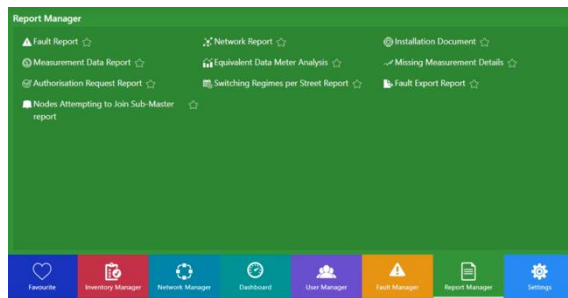 Report Manager
Fault Report
Network Report
Installation Document
Measurement Data Report
Equivalent Data Meter Analysis
Missing Measurement Details
Authorisation Request Report
Switching Regimes per Street Report
Fault Export Report
Nodes Attempting to Join Sub-Master
report
Favourite
Inventory Manager
Network Manager
Dashboard
User Manager
Fault Manager
Report Manager
Settings